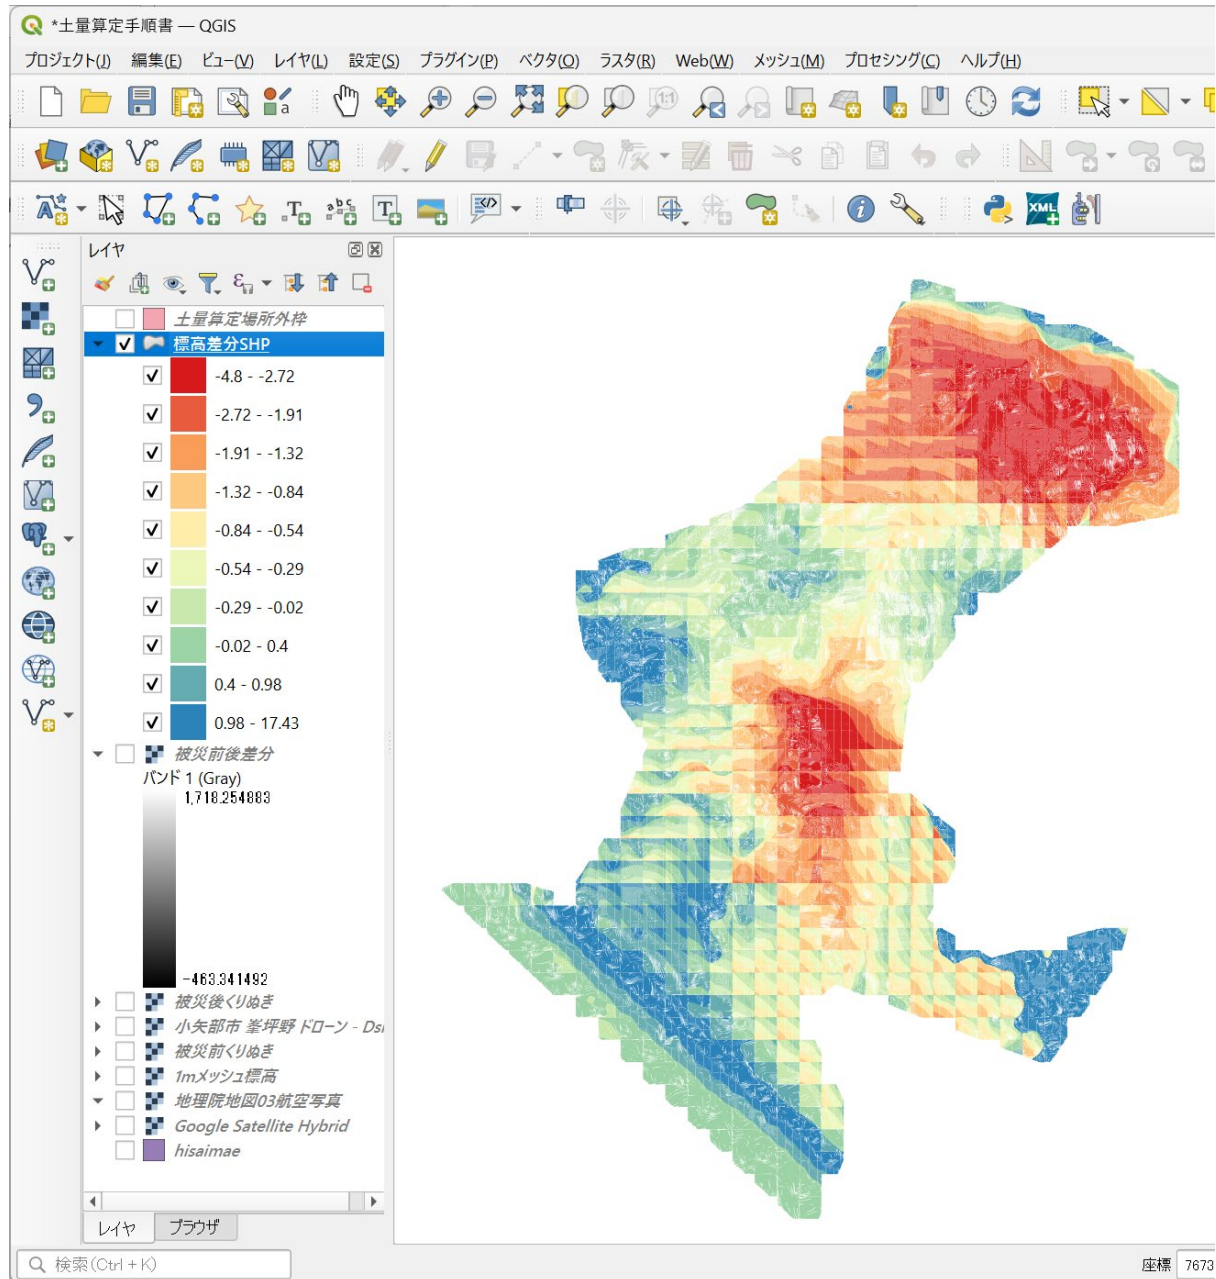 *土量算定手順書 — QGIS
プロジェクト(J) 編集(E) ビュー(V) レイヤ(L) 設定(S) プラグイン(P) ベクタ(O) ラスタ(R) Web(W) メッシュ(M) プロセシング(C) ヘルプ(H)
レイヤ
土量算定場所外枠
標高差分SHP
-4.8 - -2.72
-2.72 - -1.91
-1.91 - -1.32
-1.32 - -0.84
-0.84 - -0.54
-0.54 - -0.29
-0.29 - -0.02
-0.02 - 0.4
0.4 - 0.98
0.98 - 17.43
被災前後差分
バンド 1 (Gray)
1,718.254883
-463.341492
被災後くりぬき
小矢部市 峯坪野 ドローン - Ds
被災前くりぬき
1mメッシュ標高
地理院地図03航空写真
Google Satellite Hybrid
hisaimae
レイヤ ブラウザ
検索(Ctrl + K)
座標 7673